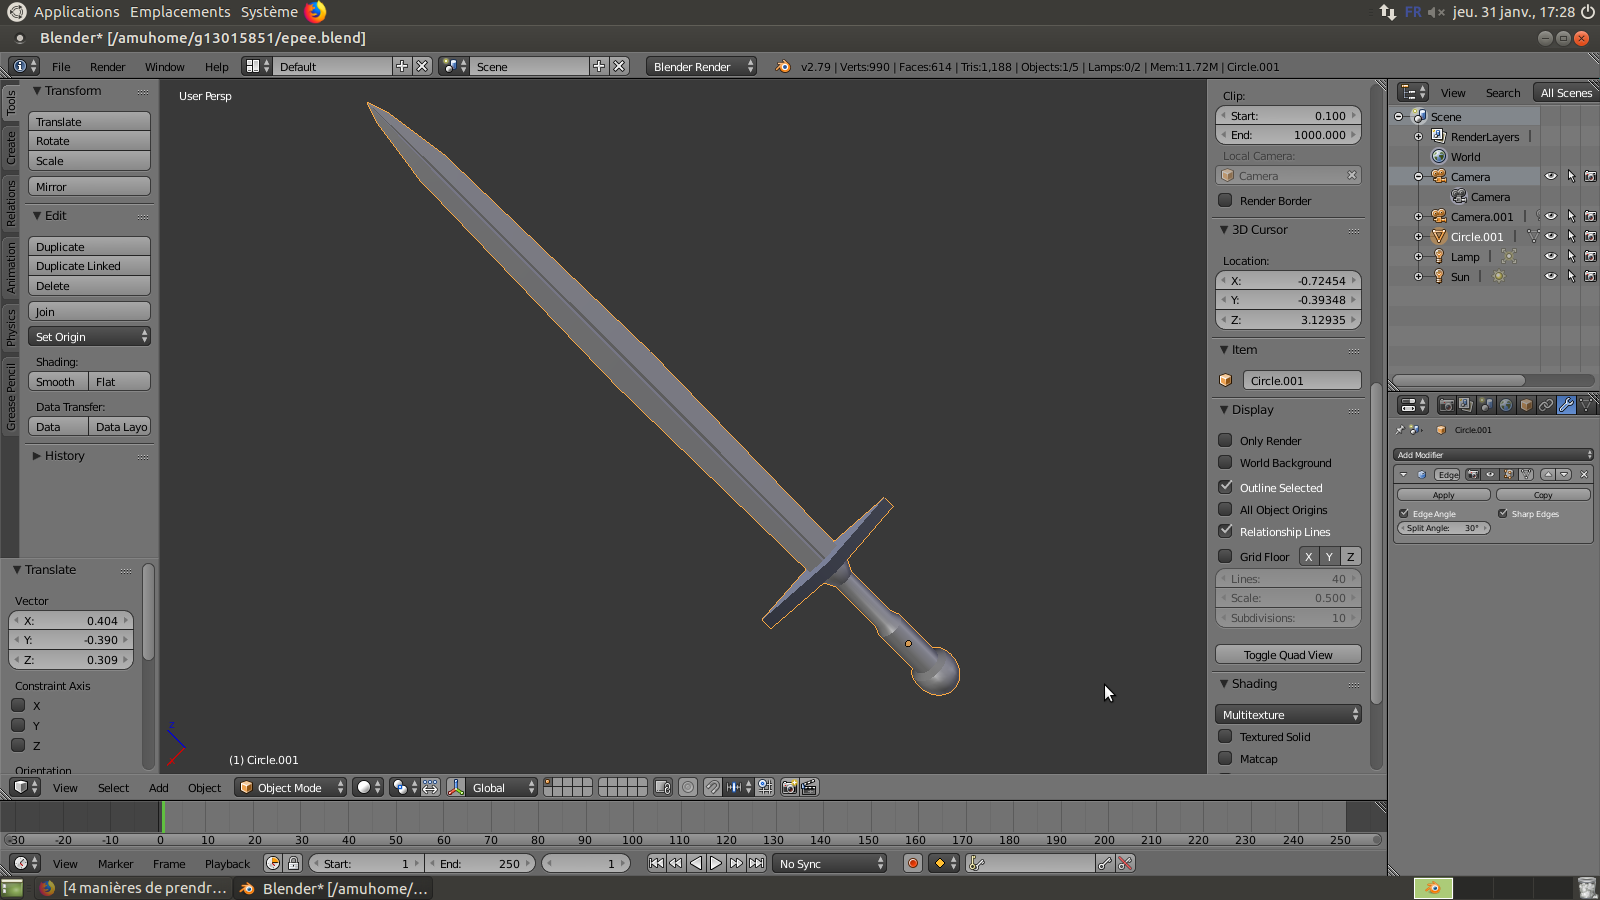 Applications Emplacements Système
FR jeu. 31 janv., 17:28
Blender* [/amuhome/g13015851/epee.blend]
File Render Window Help
Default
Scene
Blender Render
v2.79 | Verts:990 | Faces:614 | Tris:1,188 | Objects:1/5 | Lamps:0/2 | Mem:11.72M | Circle.001
Tools
Create
Relations
Animation
Physics
Grease Pencil
Transform
Translate
Rotate
Scale
Mirror
Edit
Duplicate
Duplicate Linked
Delete
Join
Set Origin
Shading:
Smooth Flat
Data Transfer:
Data Data Layo
History
Translate
Vector
X: 0.404
Y: -0.390
Z: 0.309
Constraint Axis
X
Y
Z
Orientation
User Persp
z
(1) Circle.001
Clip:
Start: 0.100
End: 1000.000
Local Camera:
Camera
Render Border
3D Cursor
Location:
X: -0.72454
Y: -0.39348
Z: 3.12935
Item
Circle.001
Display
Only Render
World Background
Outline Selected
All Object Origins
Relationship Lines
Grid Floor X Y Z
Lines: 40
Scale: 0.500
Subdivisions: 10
Toggle Quad View
Shading
Multitexture
Textured Solid
Matcap
View Search All Scenes
Scene
RenderLayers
World
Camera
Camera
Camera.001
Circle.001
Lamp
Sun
Circle.001
Add Modifier
Edge
Apply Copy
Edge Angle Sharp Edges
Split Angle: 30°
View Select Add Object
Object Mode
Global
-30 -20 -10 0 10 20 30 40 50 60 70 80 90 100 110 120 130 140 150 160 170 180 190 200 210 220 230 240 250
View Marker Frame Playback
Start: 1
End: 250
1
No Sync
[4 manières de prendr...
Blender* [/amuhome/...